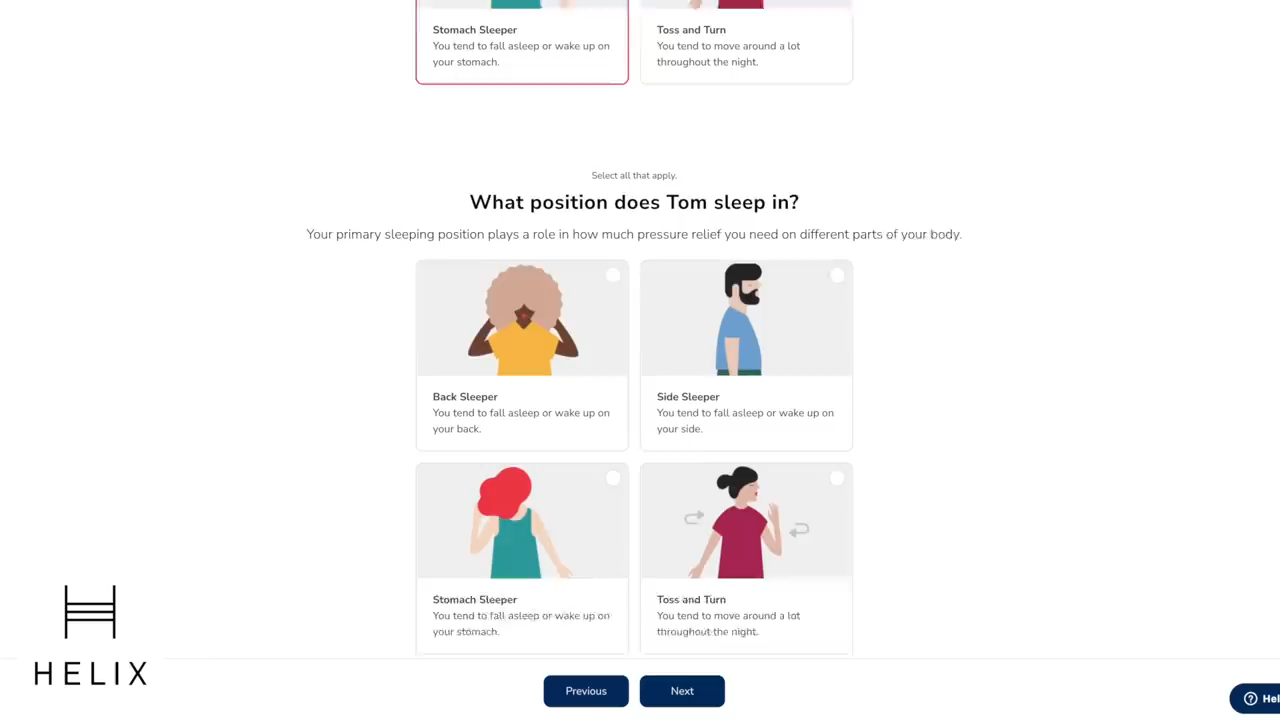 Stomach Sleeper
You tend to fall asleep or wake up on
your stomach.
Toss and Turn
You tend to move around a lot
throughout the night.
Select all that apply.
What position does Tom sleep in?
Your primary sleeping position plays a role in how much pressure relief you need on different parts of your body.
Back Sleeper
You tend to fall asleep or wake up on
your back.
Side Sleeper
You tend to fall asleep or wake up on
your side.
Stomach Sleeper
You tend to fall asleep or wake up on
your stomach.
Toss and Turn
You tend to move around a lot
throughout the night.
HELIX
Previous
Next
? Hel